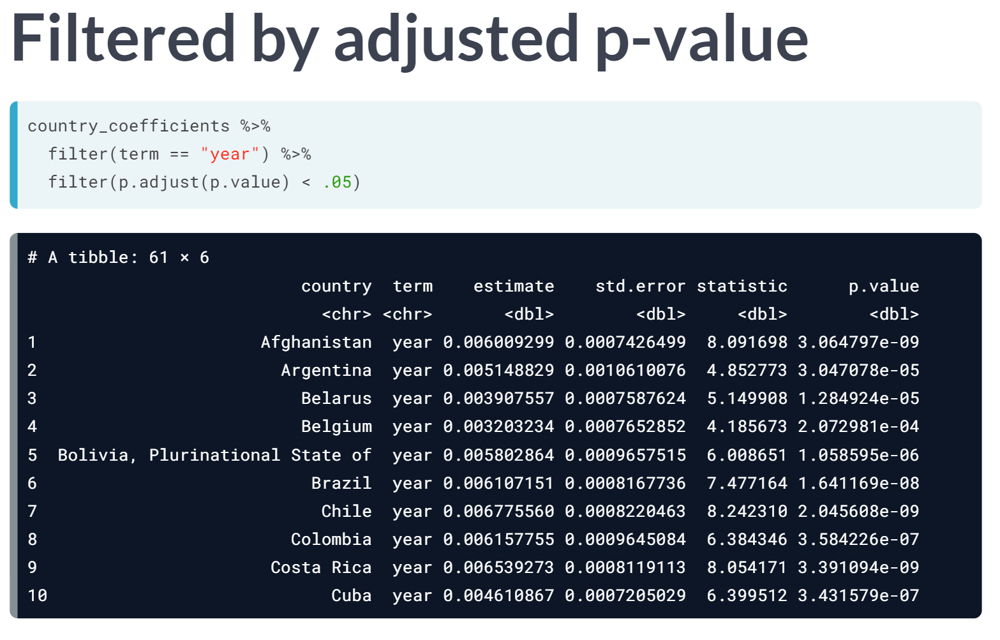 Filtered by adjusted p-value
country_coefficients %>%
  filter(term == "year") %>%
  filter(p.adjust(p.value) < .05)
# A tibble: 61 × 6
                           country  term    estimate    std.error statistic      p.value
                             <chr> <chr>       <dbl>        <dbl>     <dbl>        <dbl>
1                      Afghanistan  year 0.006009299 0.0007426499  8.091698 3.064797e-09
2                        Argentina  year 0.005148829 0.0010610076  4.852773 3.047078e-05
3                          Belarus  year 0.003907557 0.0007587624  5.149908 1.284924e-05
4                          Belgium  year 0.003203234 0.0007652852  4.185673 2.072981e-04
5  Bolivia, Plurinational State of  year 0.005802864 0.0009657515  6.008651 1.058595e-06
6                           Brazil  year 0.006107151 0.0008167736  7.477164 1.641169e-08
7                            Chile  year 0.006775560 0.0008220463  8.242310 2.045608e-09
8                         Colombia  year 0.006157755 0.0009645084  6.384346 3.584226e-07
9                       Costa Rica  year 0.006539273 0.0008119113  8.054171 3.391094e-09
10                            Cuba  year 0.004610867 0.0007205029  6.399512 3.431579e-07